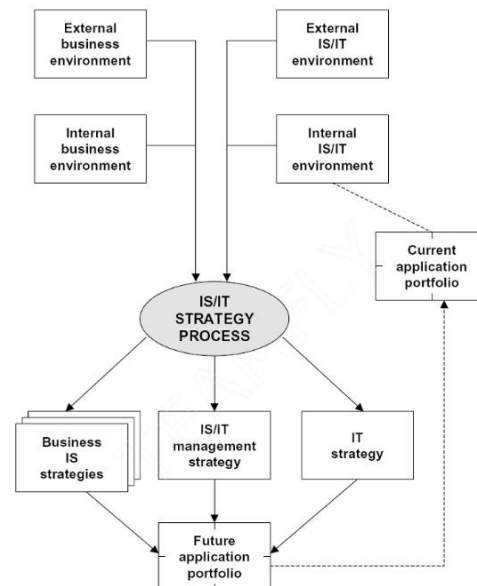 External
business
environment
External
IS/IT
environment
Internal
business
environment
Internal
IS/IT
environment
Current
application
portfolio
IS/IT
STRATEGY
PROCESS
Business
IS
strategies
IS/IT
management
strategy
IT
strategy
Future
application
portfolio
TEAMFLY